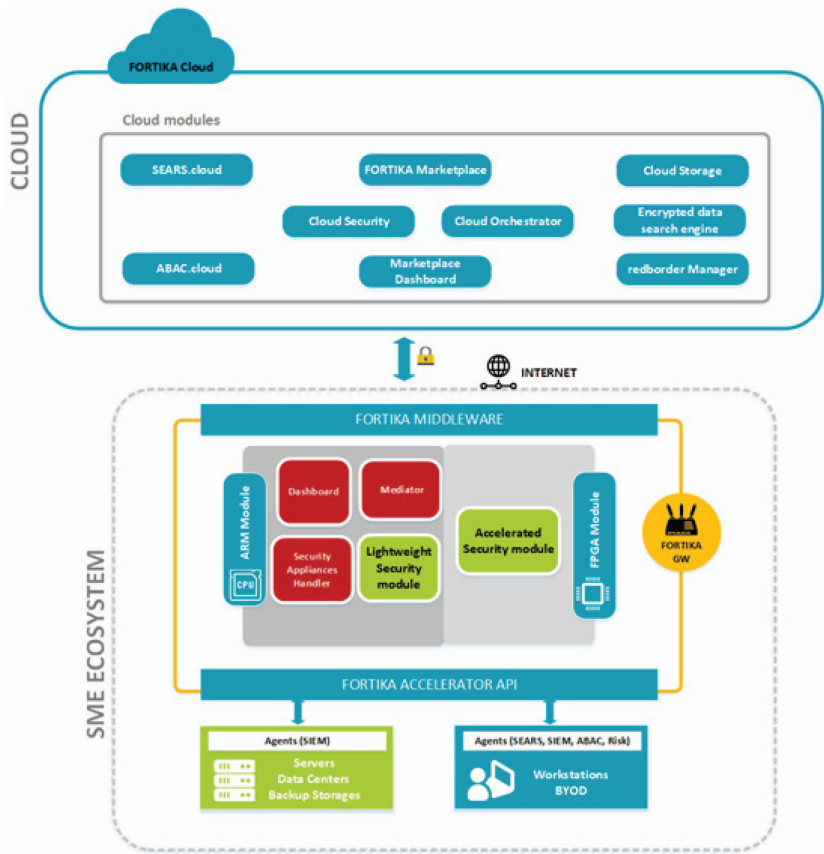 FORTIKA Cloud
CLOUD
Cloud modules
SEARS.cloud
FORTIKA Marketplace
Cloud Storage
Cloud Security
Cloud Orchestrator
Encrypted data
search engine
ABAC.cloud
Marketplace
Dashboard
redborder Manager
INTERNET
SME ECOSYSTEM
FORTIKA MIDDLEWARE
ARM Module
CPU
Dashboard
Mediator
Security
Appliances
Handler
Lightweight
Security
module
Accelerated
Security module
FPGA Module
FORTIKA
GW
FORTIKA ACCELERATOR API
Agents (SIEM)
Servers
Data Centers
Backup Storages
Agents (SEARS, SIEM, ABAC, Risk)
Workstations
BYOD